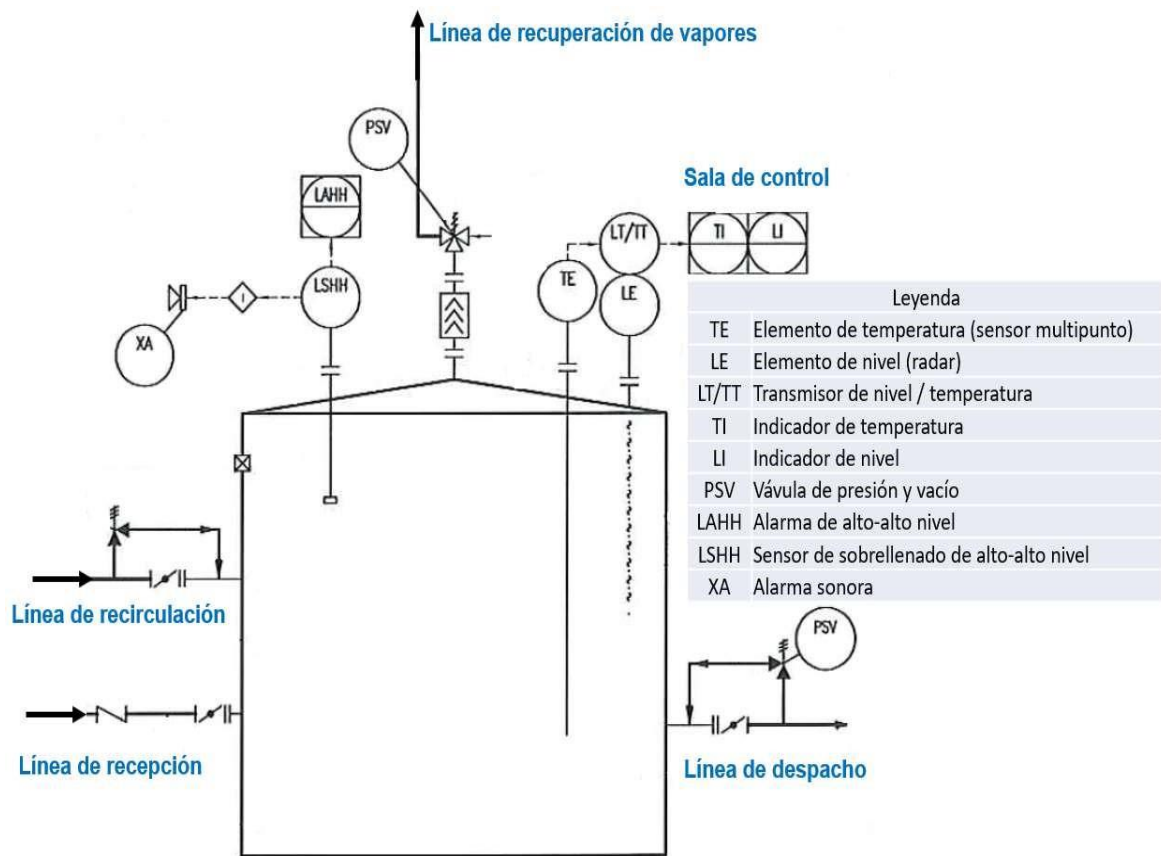 Línea de recuperación de vapores
PSV
LAHH
Sala de control
LT/TT
TI
LI
TE
LSHH
I
LE
XA
Leyenda
TE Elemento de temperatura (sensor multipunto)
LE Elemento de nivel (radar)
LT/TT Transmisor de nivel / temperatura
TI Indicador de temperatura
LI Indicador de nivel
PSV Vávula de presión y vacío
LAHH Alarma de alto-alto nivel
LSHH Sensor de sobrellenado de alto-alto nivel
XA Alarma sonora
Línea de recirculación
PSV
Línea de recepción
Línea de despacho